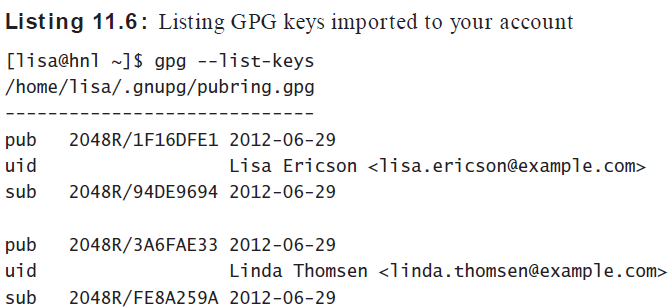 Listing 11.6: Listing GPG keys imported to your account
[lisa@hnl ~]$ gpg --list-keys
/home/lisa/.gnupg/pubring.gpg
-----------------------------
pub   2048R/1F16DFE1 2012-06-29
uid                  Lisa Ericson <lisa.ericson@example.com>
sub   2048R/94DE9694 2012-06-29

pub   2048R/3A6FAE33 2012-06-29
uid                  Linda Thomsen <linda.thomsen@example.com>
sub   2048R/FE8A259A 2012-06-29